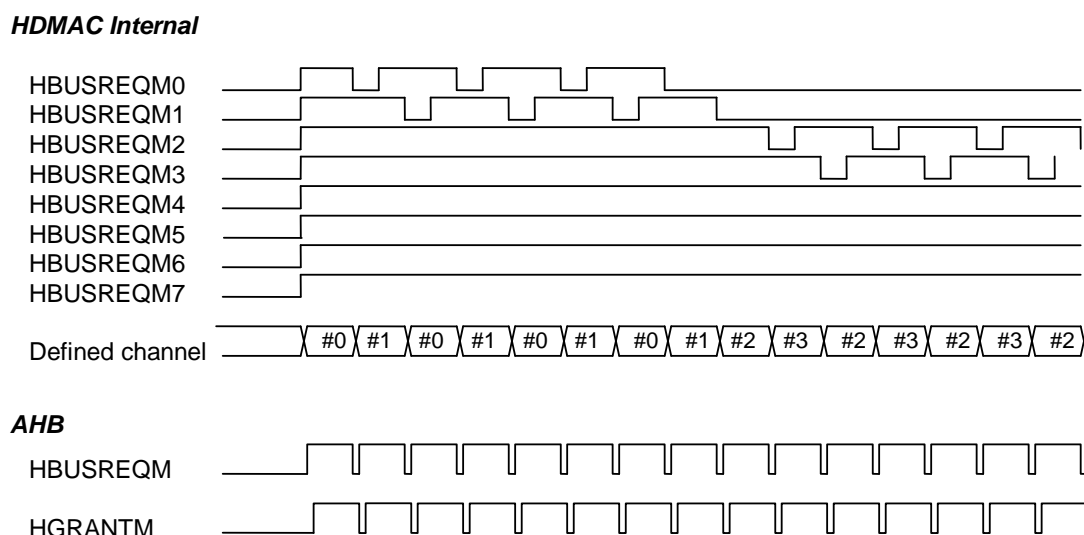 HDMAC Internal
HBUSREQM0
HBUSREQM1
HBUSREQM2
HBUSREQM3
HBUSREQM4
HBUSREQM5
HBUSREQM6
HBUSREQM7
Defined channel #0 #1 #0 #1 #0 #1 #0 #1 #2 #3 #2 #3 #2 #3 #2
AHB
HBUSREQM
HGRANTM